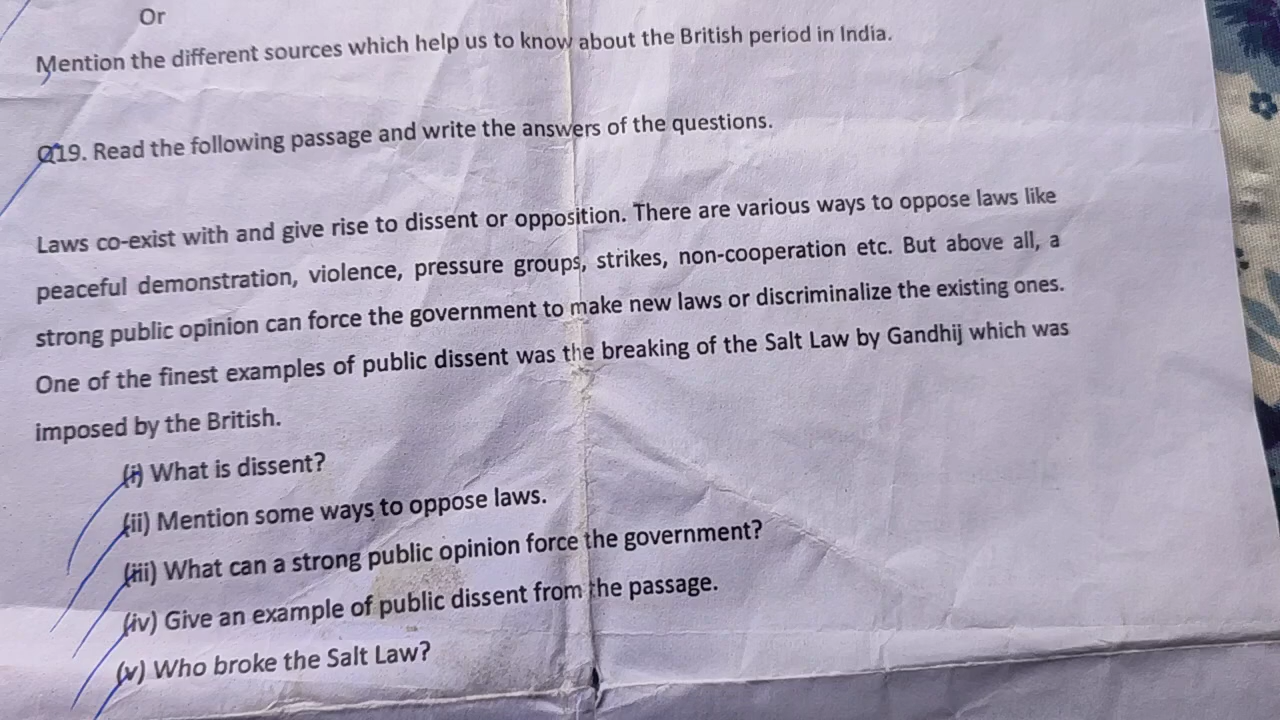 Or
Mention the different sources which help us to know about the British period in India.
Q19. Read the following passage and write the answers of the questions.
Laws co-exist with and give rise to dissent or opposition. There are various ways to oppose laws like
peaceful demonstration, violence, pressure groups, strikes, non-cooperation etc. But above all, a
strong public opinion can force the government to make new laws or discriminalize the existing ones.
One of the finest examples of public dissent was the breaking of the Salt Law by Gandhij which was
imposed by the British.
(i) What is dissent?
(ii) Mention some ways to oppose laws.
(iii) What can a strong public opinion force the government?
(iv) Give an example of public dissent from the passage.
(v) Who broke the Salt Law?